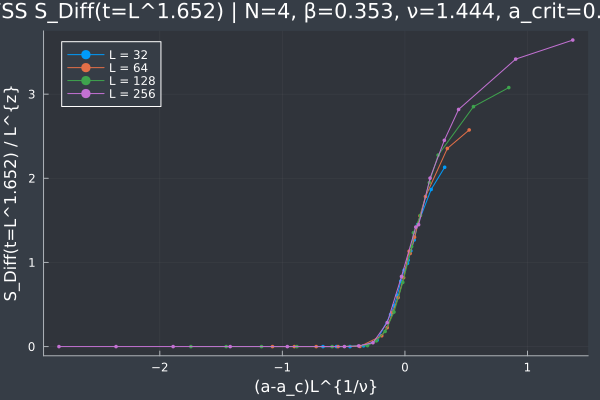 SS S_Diff(t=L^1.652) | N=4, β=0.353, ν=1.444, a_crit=0.
L = 32
L = 64
L = 128
L = 256
S_Diff(t=L^1.652) / L^{z}
3
2
1
0
−2
−1
0
1
(a-a_c)L^{1/ν}